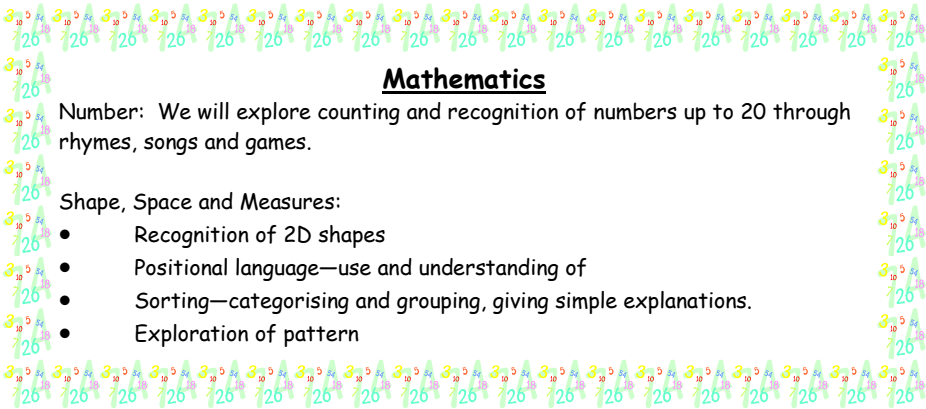 Mathematics
Number:  We will explore counting and recognition of numbers up to 20 through
rhymes, songs and games.
Shape, Space and Measures:
• Recognition of 2D shapes
• Positional language—use and understanding of
• Sorting—categorising and grouping, giving simple explanations.
• Exploration of pattern